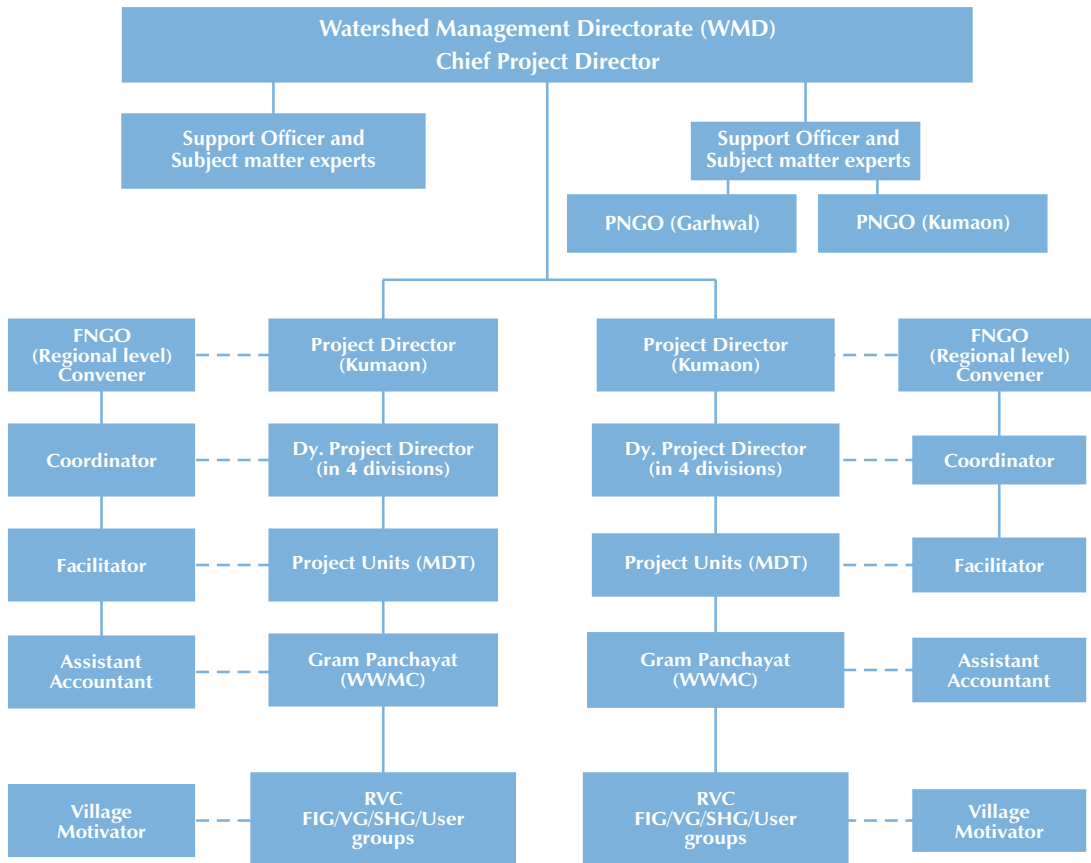 Watershed Management Directorate (WMD)
Chief Project Director
Support Officer and
Subject matter experts
Support Officer and
Subject matter experts
PNGO (Garhwal)
PNGO (Kumaon)
FNGO
(Regional level)
Convener
Project Director
(Kumaon)
Project Director
(Kumaon)
FNGO
(Regional level)
Convener
Coordinator
Dy. Project Director
(in 4 divisions)
Dy. Project Director
(in 4 divisions)
Coordinator
Facilitator
Project Units (MDT)
Project Units (MDT)
Facilitator
Assistant
Accountant
Gram Panchayat
(WWMC)
Gram Panchayat
(WWMC)
Assistant
Accountant
Village
Motivator
RVC
FIG/VG/SHG/User
groups
RVC
FIG/VG/SHG/User
groups
Village
Motivator